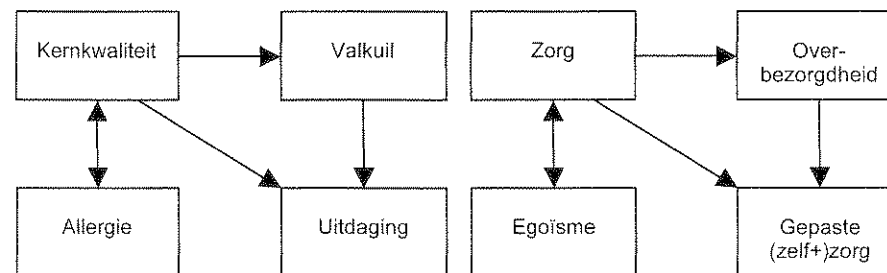 Kernkwaliteit
Valkuil
Zorg
Over-
bezorgdheid
Allergie
Uitdaging
Egoïsme
Gepaste
(zelf+)zorg